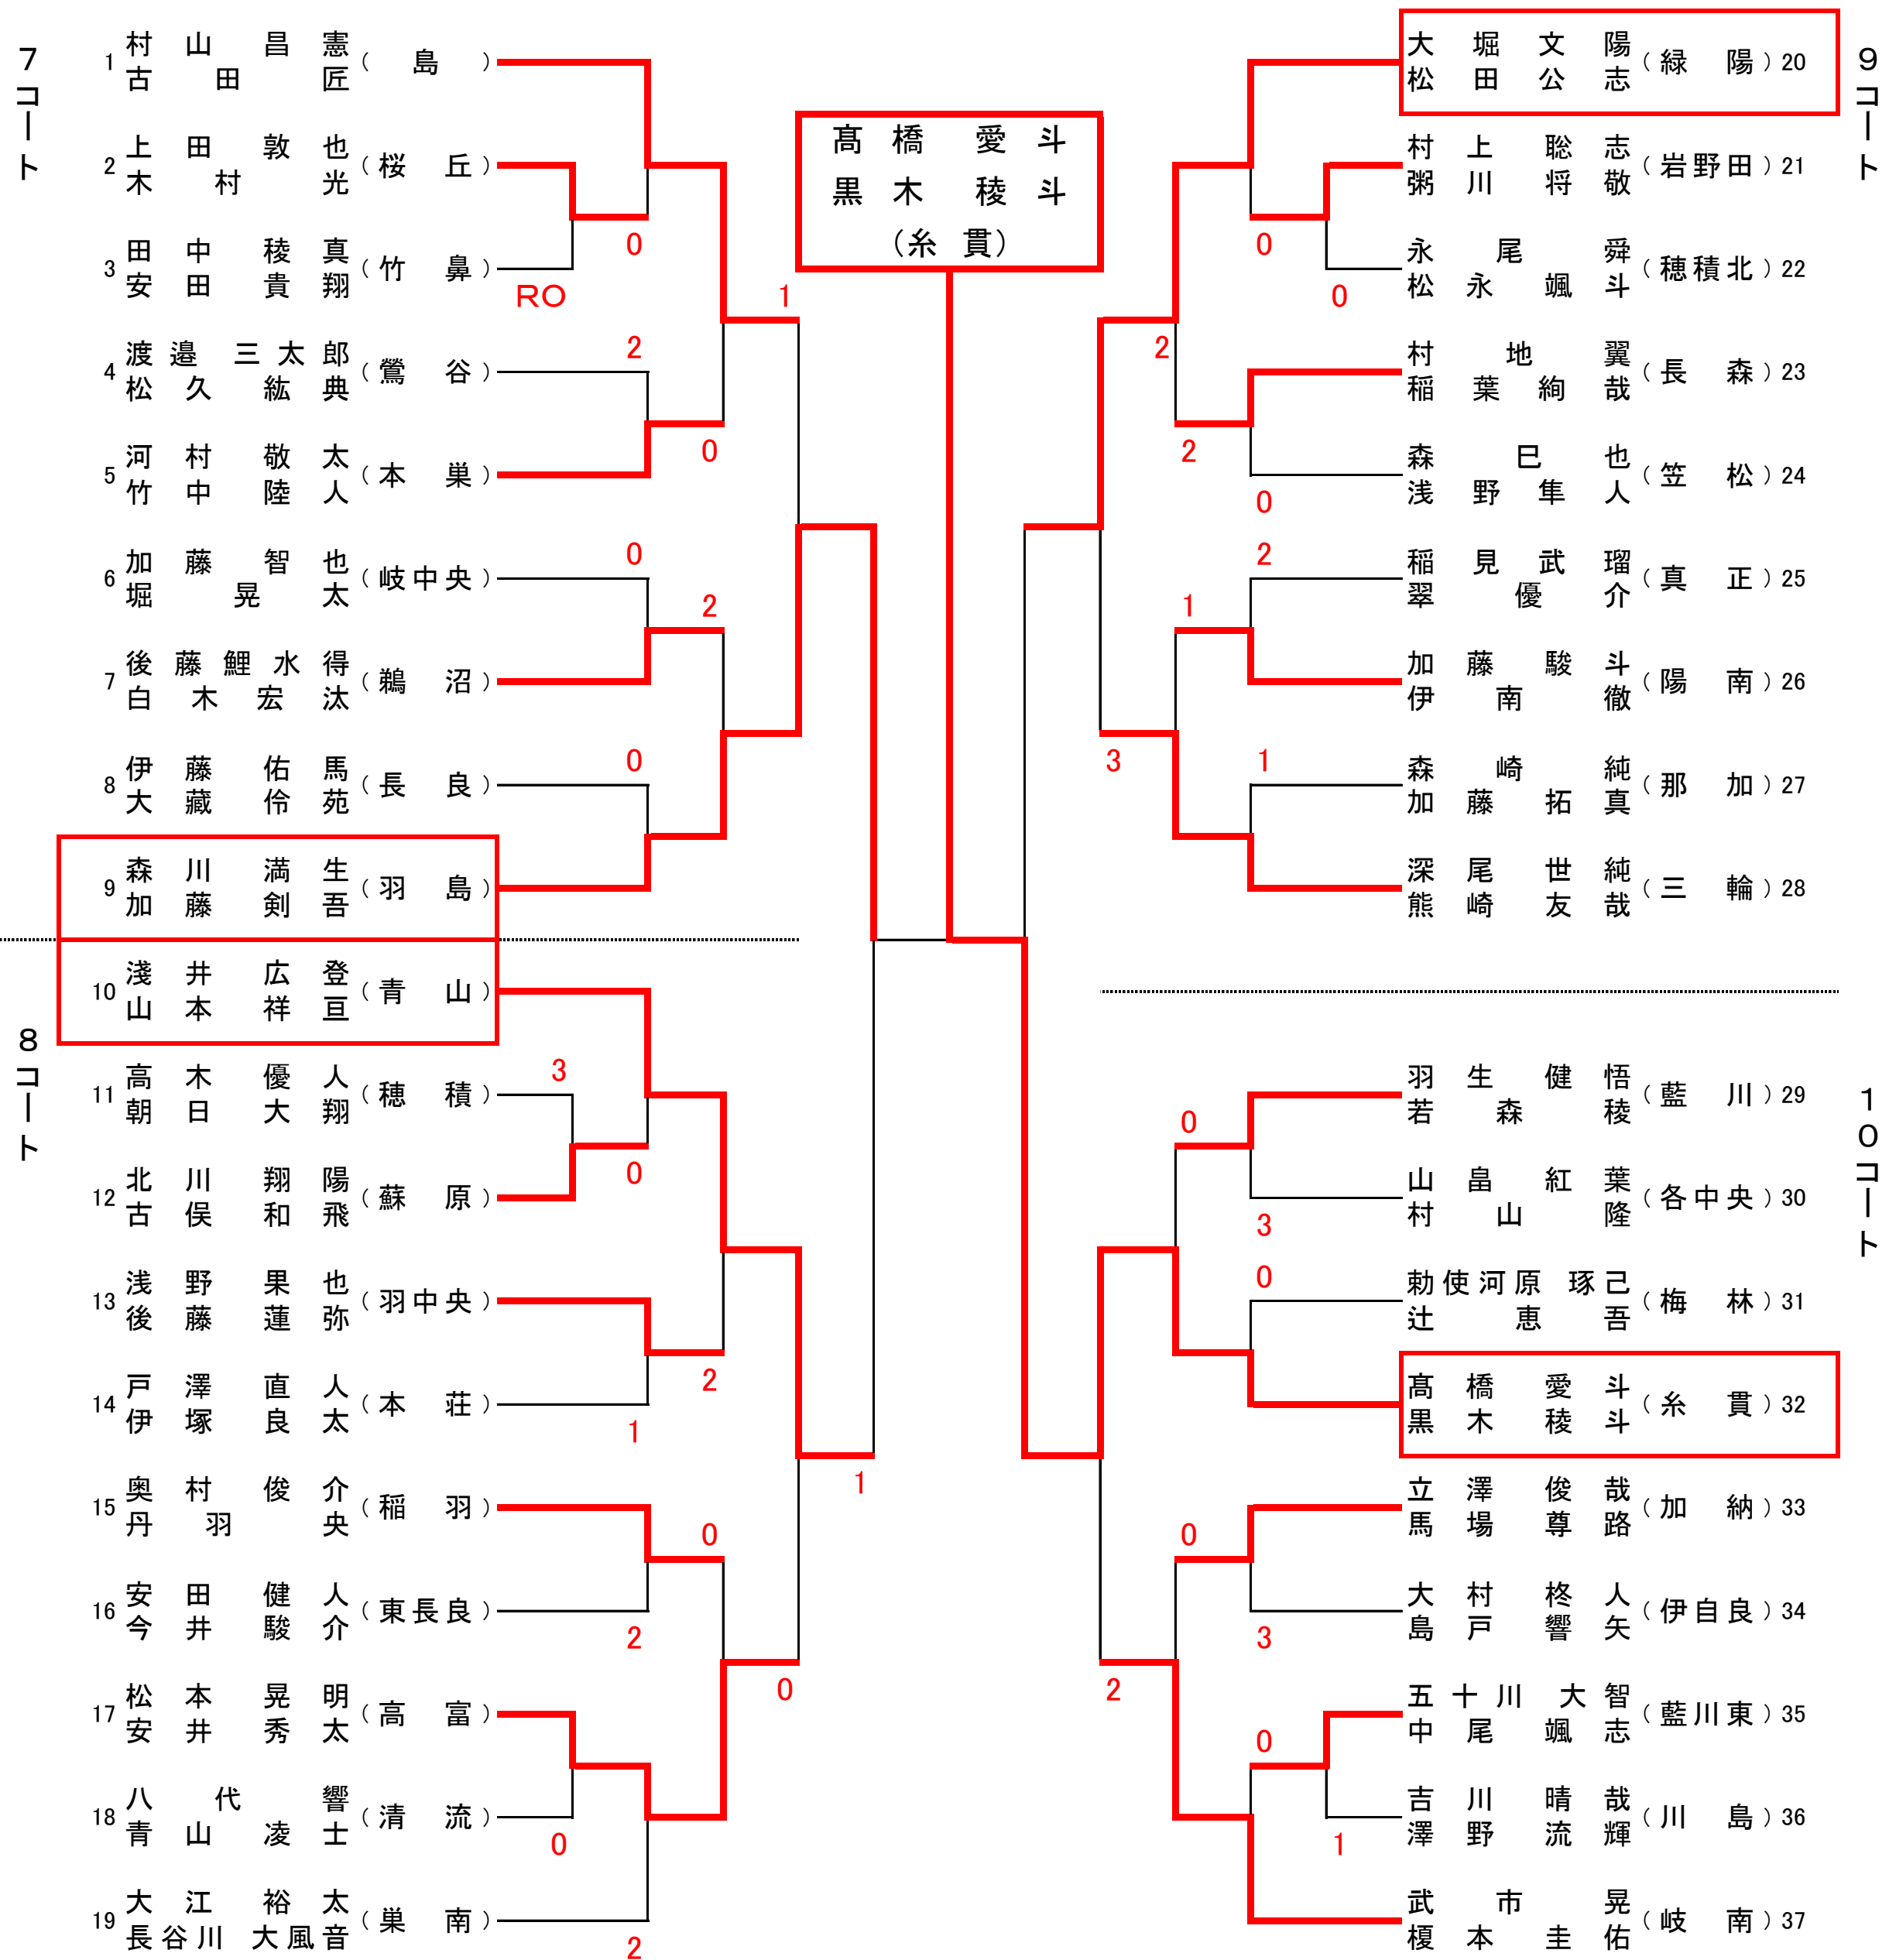 7コート
1 村山昌憲 (島)
古田匠
2 上田敦也 (桜丘)
木村光
0
3 田中稜真 (竹鼻)
安田貴翔
RO
1
4 渡邉三太郎 (鶯谷)
松久紘典
2
0
5 河村敬太 (本巣)
竹中陸人
6 加藤智也 (岐中央)
堀晃太
0
2
7 後藤鯉水得 (鵜沼)
白木宏汰
8 伊藤佑馬 (長良)
大藏伶苑
0
9 森川満生 (羽島)
加藤剣吾
8コート
10 淺井広登 (青山)
山本祥亘
11 高木優人 (穂積)
朝日大翔
3
0
12 北川翔陽 (蘇原)
古俣和飛
13 浅野果也 (羽中央)
後藤蓮弥
2
14 戸澤直人 (本荘)
伊塚良太
1
1
15 奥村俊介 (稲羽)
丹羽央
0
16 安田健人 (東長良)
今井駿介
2
0
17 松本晃明 (高富)
安井秀太
18 八代響 (清流)
青山凌士
0
19 大江裕太 (巣南)
長谷川大風音
2
髙橋愛斗
黒木稜斗
(糸貫)
9コート
大堀文陽 (緑陽) 20
松田公志
村上聡志 (岩野田) 21
粥川将敬
0
永尾舜 (穂積北) 22
松永颯斗
0
2
村地翼 (長森) 23
稲葉絢哉
2
森巳也 (笠松) 24
浅野隼人
0
稲見武瑠 (真正) 25
翠優介
2
1
加藤駿斗 (陽南) 26
伊南徹
3
森崎純 (那加) 27
加藤拓真
1
深尾世純 (三輪) 28
熊崎友哉
10コート
羽生健悟 (藍川) 29
若森稜
0
山畠紅葉 (各中央) 30
村山隆
3
勅使河原琢己 (梅林) 31
辻恵吾
0
髙橋愛斗 (糸貫) 32
黒木稜斗
立澤俊哉 (加納) 33
馬場尊路
0
大村柊人 (伊自良) 34
島戸響矢
3
2
五十川大智 (藍川東) 35
中尾颯志
0
吉川晴哉 (川島) 36
澤野流輝
1
武市晃 (岐南) 37
榎本圭佑